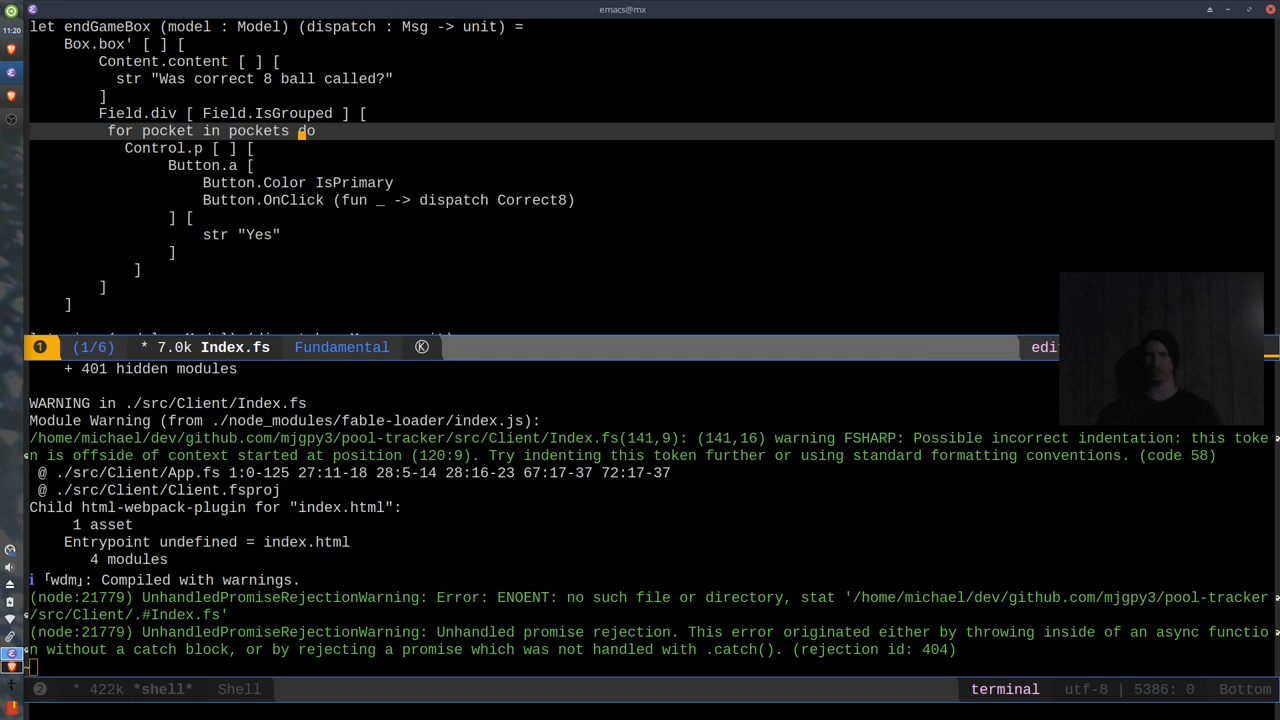 emacs@mx
11:20
let endGameBox (model : Model) (dispatch : Msg -> unit) =
Box.box' [ ] [
Content.content [ ] [
str "Was correct 8 ball called?"
]
Field.div [ Field.IsGrouped ] [
for pocket in pockets do
Control.p [ ] [
Button.a [
Button.Color IsPrimary
Button.OnClick (fun _ -> dispatch Correct8)
] [
str "Yes"
]
]
]
]
1 (1/6) * 7.0k Index.fs Fundamental Ⓚ
+ 401 hidden modules
WARNING in ./src/Client/Index.fs
Module Warning (from ./node_modules/fable-loader/index.js):
/home/michael/dev/github.com/mjgpy3/pool-tracker/src/Client/Index.fs(141,9): (141,16) warning FSHARP: Possible incorrect indentation: this toke
n is offside of context started at position (120:9). Try indenting this token further or using standard formatting conventions. (code 58)
@ ./src/Client/App.fs 1:0-125 27:11-18 28:5-14 28:16-23 67:17-37 72:17-37
@ ./src/Client/Client.fsproj
Child html-webpack-plugin for "index.html":
1 asset
Entrypoint undefined = index.html
4 modules
ℹ ｢wdm｣: Compiled with warnings.
(node:21779) UnhandledPromiseRejectionWarning: Error: ENOENT: no such file or directory, stat '/home/michael/dev/github.com/mjgpy3/pool-tracker
/src/Client/.#Index.fs'
(node:21779) UnhandledPromiseRejectionWarning: Unhandled promise rejection. This error originated either by throwing inside of an async functio
n without a catch block, or by rejecting a promise which was not handled with .catch(). (rejection id: 404)
2 * 422k *shell* Shell terminal utf-8 | 5386: 0 Bottom